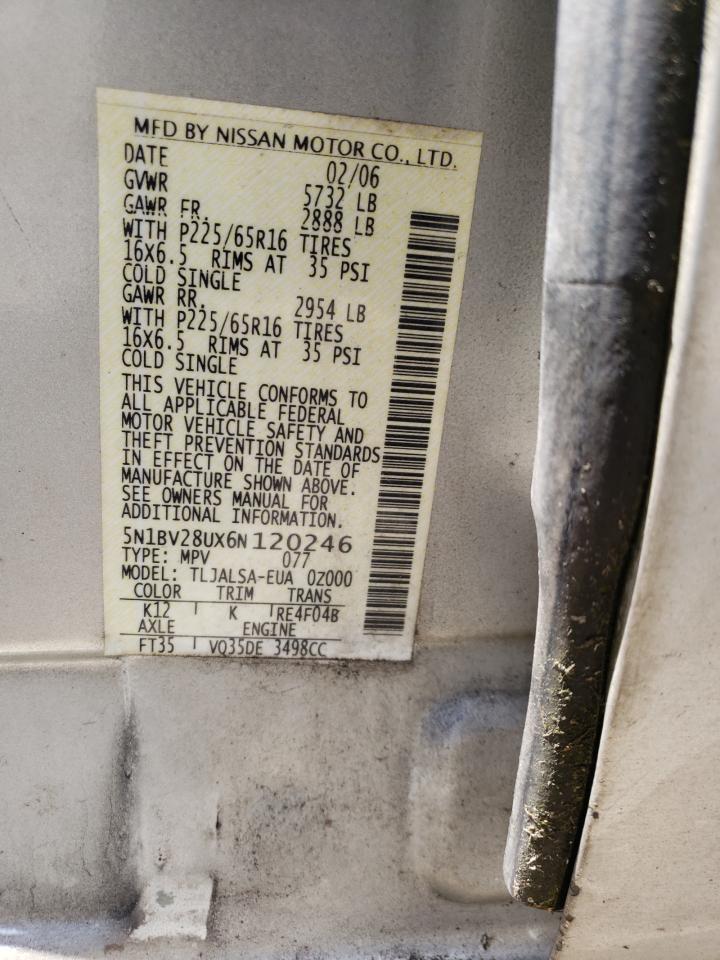 MFD BY NISSAN MOTOR CO., LTD.
DATE 02/06
GVWR 5732 LB
GAWR FR. 2888 LB
WITH P225/65R16 TIRES
16X6.5 RIMS AT 35 PSI
COLD SINGLE
GAWR RR. 2954 LB
WITH P225/65R16 TIRES
16X6.5 RIMS AT 35 PSI
COLD SINGLE
THIS VEHICLE CONFORMS TO
ALL APPLICABLE FEDERAL
MOTOR VEHICLE SAFETY AND
THEFT PREVENTION STANDARDS
IN EFFECT ON THE DATE OF
MANUFACTURE SHOWN ABOVE.
SEE OWNERS MANUAL FOR
ADDITIONAL INFORMATION.
5N1BV28UX6N120246
TYPE: MPV 077
MODEL: TLJALSA-EUA 0Z000
COLOR TRIM TRANS
K12 K RE4F04B
AXLE ENGINE
FT35 VQ35DE 3498CC